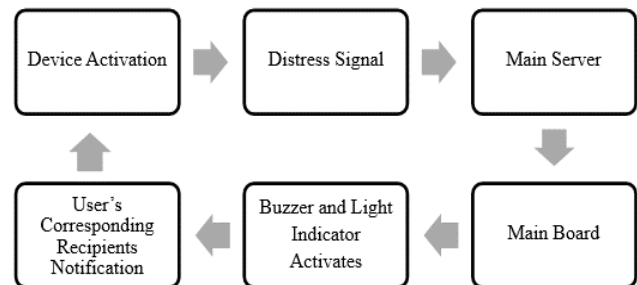 Device Activation
Distress Signal
Main Server
User's
Corresponding
Recipients
Notification
Buzzer and Light
Indicator
Activates
Main Board